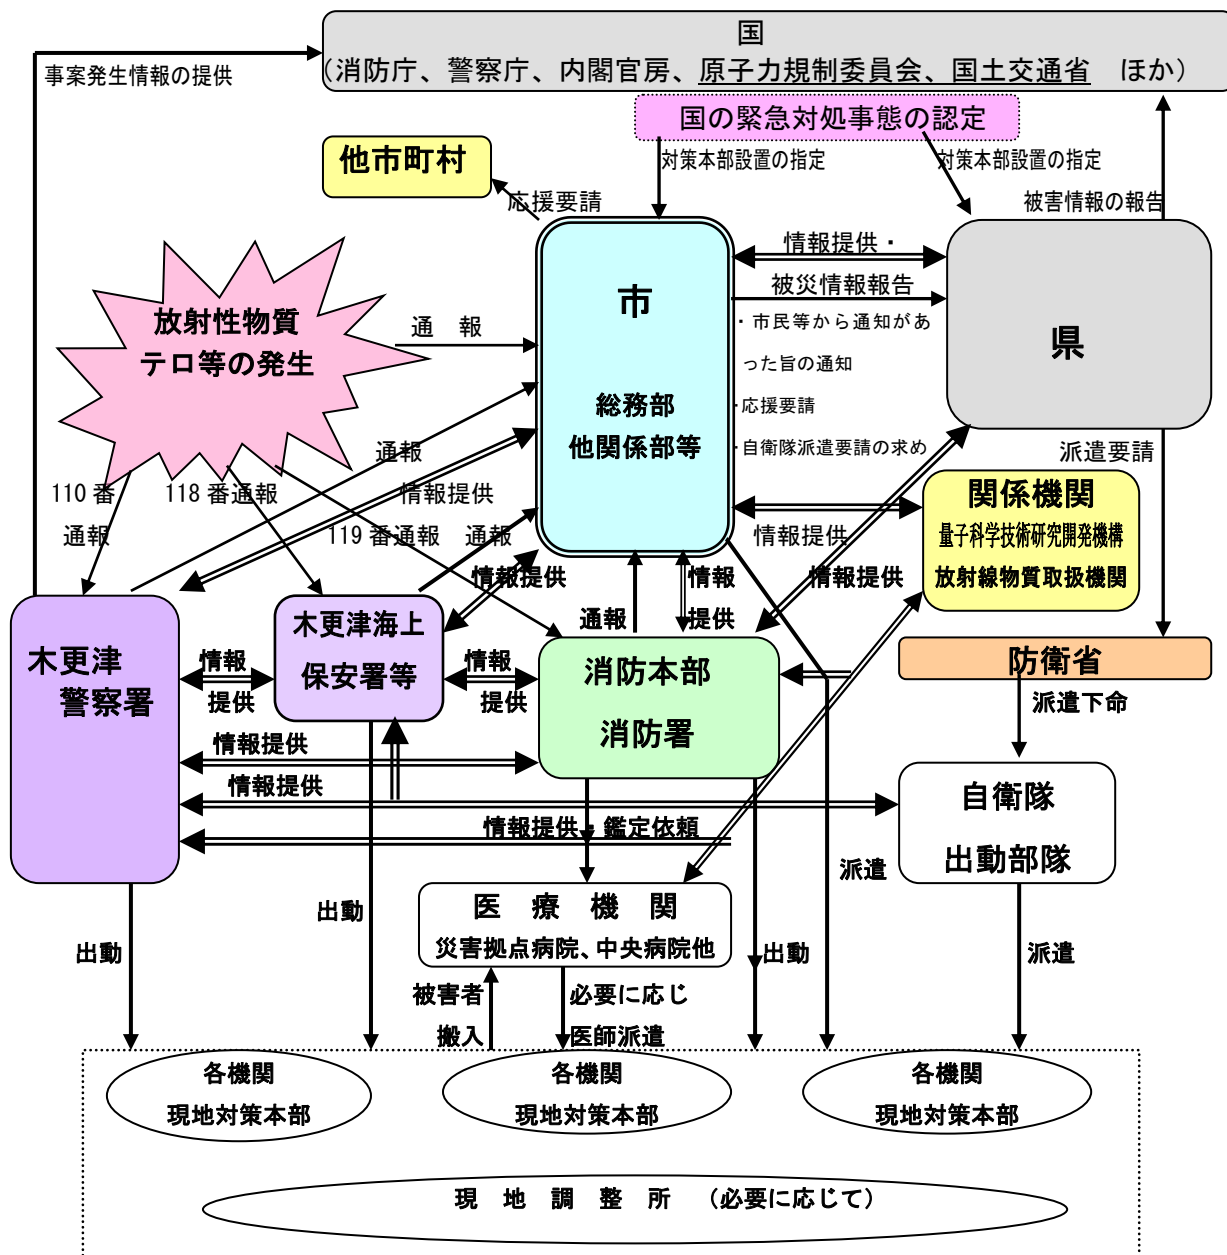 国
(消防庁、警察庁、内閣官房、原子力規制委員会、国土交通省　ほか）
事案発生情報の提供
国の緊急対処事態の認定
他市町村
対策本部設置の指定
対策本部設置の指定
応援要請
被害情報の報告
放射性物質
テロ等の発生
通　報
市
総務部
他関係部等
情報提供・
被災情報報告
・市民等から通知があ
った旨の通知
・応援要請
・自衛隊派遣要請の求め
県
派遣要請
通報
情報提供
110 番
通報
118 番通報
119 番通報
通報
情報提供
情報提供
情報提供
関係機関
量子科学技術研究開発機構
放射線物質取扱機関
木更津
警察署
情報
提供
木更津海上
保安署等
情報
提供
通報
情報
提供
消防本部
消防署
防衛省
派遣下命
情報提供
情報提供
情報提供・鑑定依頼
自衛隊
出動部隊
派遣
医　療　機　関
災害拠点病院、中央病院他
出動
出動
出動
派遣
被害者
搬入
必要に応じ
医師派遣
各機関
現地対策本部
各機関
現地対策本部
各機関
現地対策本部
現　地　調　整　所　（必要に応じて）